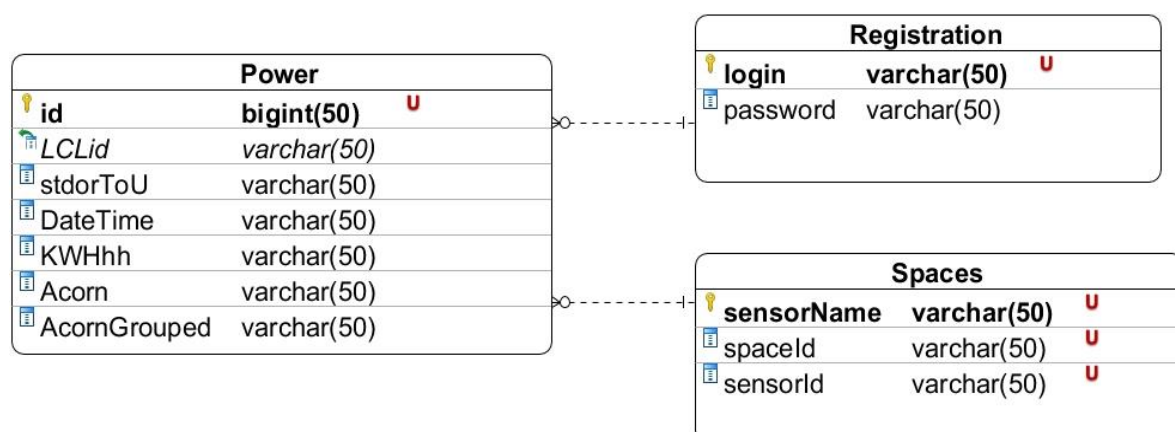 Power
id bigint(50) U
LCLid varchar(50)
stdorToU varchar(50)
DateTime varchar(50)
KWHhh varchar(50)
Acorn varchar(50)
AcornGrouped varchar(50)
Registration
login varchar(50) U
password varchar(50)
Spaces
sensorName varchar(50) U
spaceId varchar(50) U
sensorId varchar(50) U